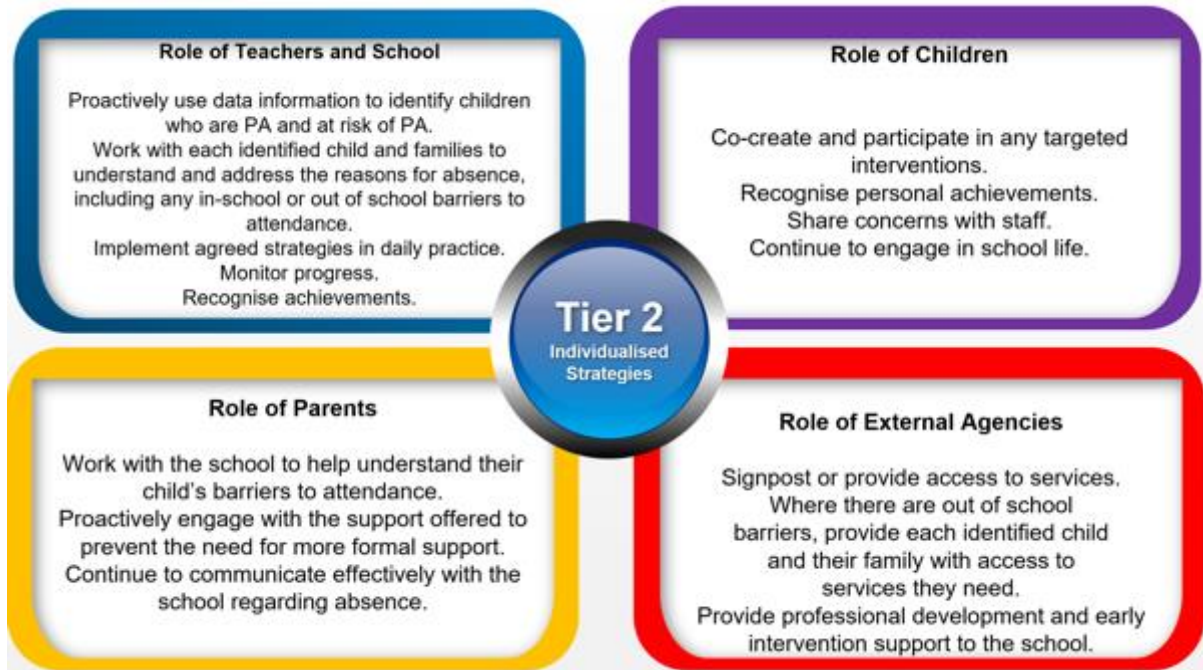 Role of Teachers and School
Proactively use data information to identify children
who are PA and at risk of PA.
Work with each identified child and families to
understand and address the reasons for absence,
including any in-school or out of school barriers to
attendance.
Implement agreed strategies in daily practice.
Monitor progress.
Recognise achievements.
Role of Children
Co-create and participate in any targeted
interventions.
Recognise personal achievements.
Share concerns with staff.
Continue to engage in school life.
Tier 2
Individualised
Strategies
Role of Parents
Work with the school to help understand their
child's barriers to attendance.
Proactively engage with the support offered to
prevent the need for more formal support.
Continue to communicate effectively with the
school regarding absence.
Role of External Agencies
Signpost or provide access to services.
Where there are out of school
barriers, provide each identified child
and their family with access to
services they need.
Provide professional development and early
intervention support to the school.